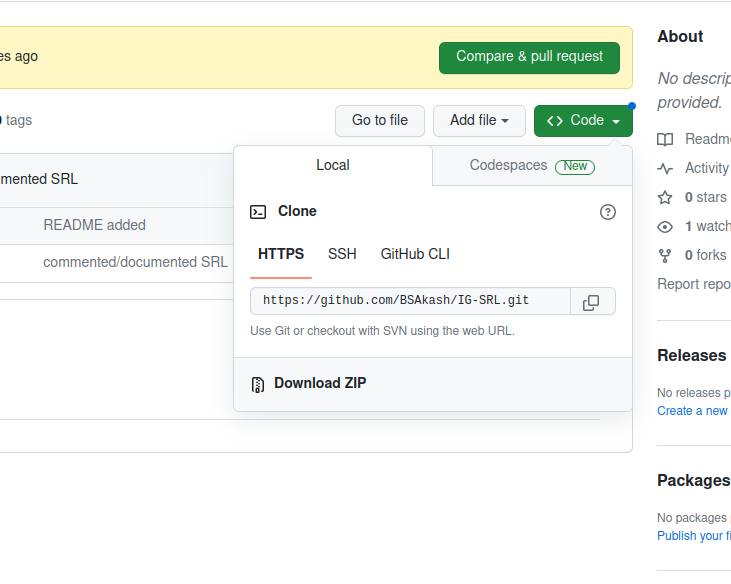 es ago
Compare & pull request
tags
Go to file
Add file
Code
mented SRL
README added
commented/documented SRL
Local
Codespaces New
Clone
HTTPS SSH GitHub CLI
https://github.com/BSAkash/IG-SRL.git
Use Git or checkout with SVN using the web URL.
Download ZIP
About
No descrip
provided.
Readme
Activity
0 stars
1 watch
0 forks
Report repo
Releases
No releases p
Create a new
Packages
No packages
Publish your fi